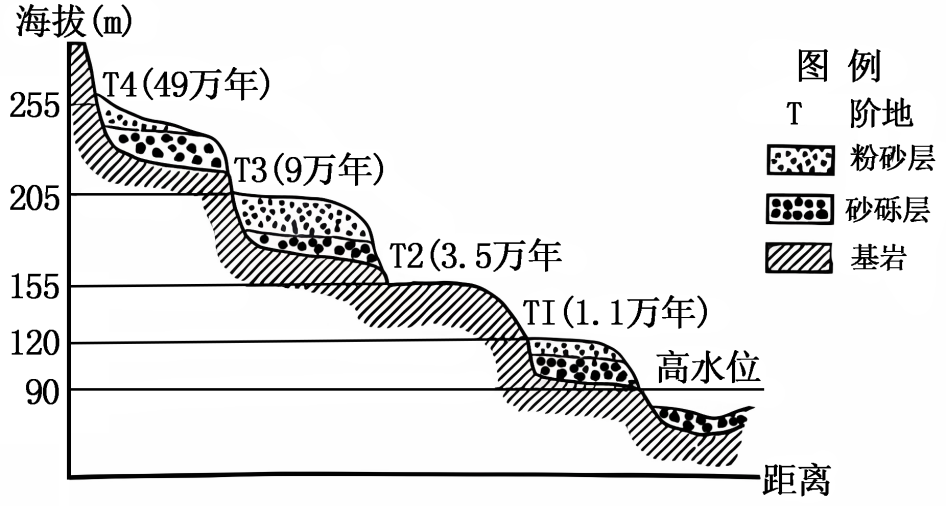 海拔(m)
T4(49万年)
255
T3(9万年)
205
T2(3.5万年
155
TI(1.1万年)
120
高水位
90
距离
图 例
T 阶地
粉砂层
砂砾层
基岩